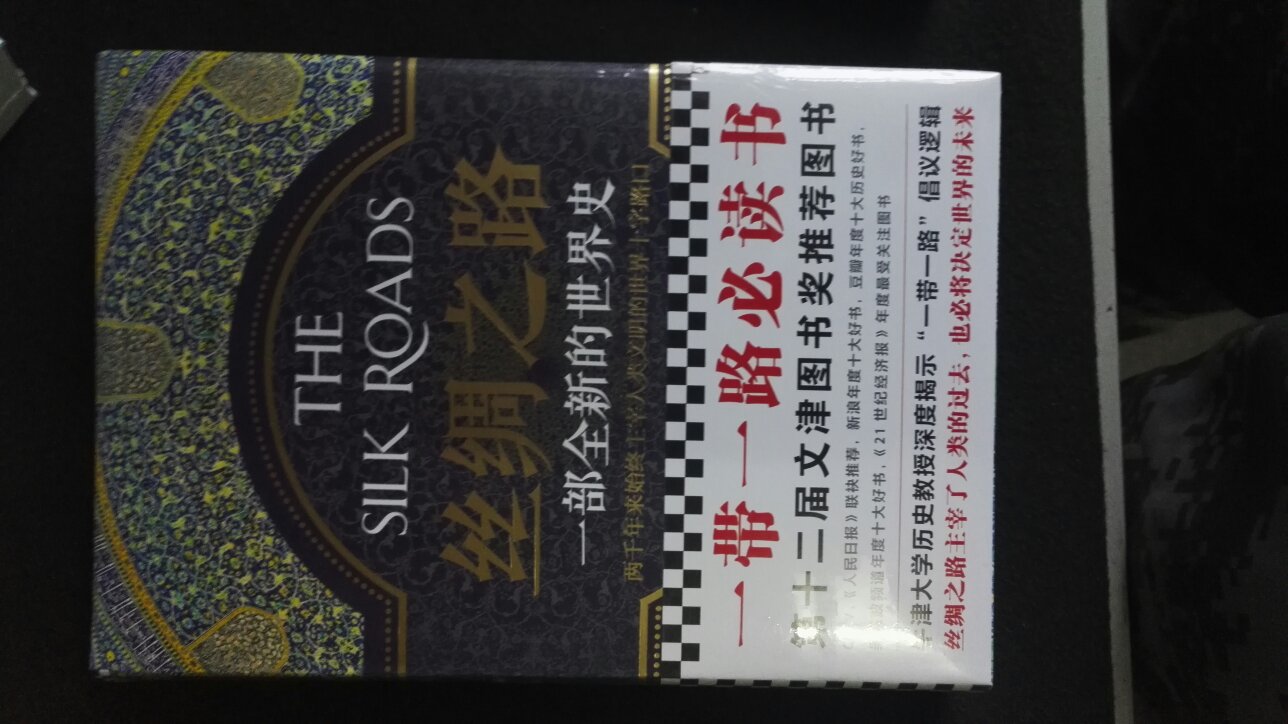 THE
SILK ROADS
丝绸之路
一部全新的世界史
两千年来始终主宰人类文明的世界十字路口
一带一路必读书
第十二届文津图书奖推荐图书
《人民日报》联袂推荐，新浪年度十大好书，豆瓣年度十大历史好书，
频道年度十大好书，《21世纪经济报》年度最受关注图书
牛津大学历史教授深度揭示“一带一路”倡议逻辑
丝绸之路主宰了人类的过去，也必将决定世界的未来